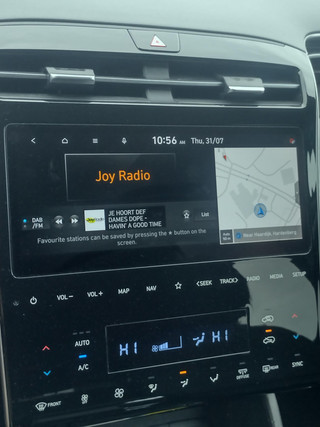 10:56 AM Thu, 31/07
Joy Radio
DAB
/FM
JE HOORT DEF
DAMES DOPE -
HAVIN' A GOOD TIME
List
Favourite stations can be saved by pressing the ★ button on the
screen.
VOL−
VOL+
MAP
NAV
<SEEK
TRACK>
RADIO
MEDIA
SETUP
AUTO
A/C
HI
HI
FRONT
REAR
SYNC